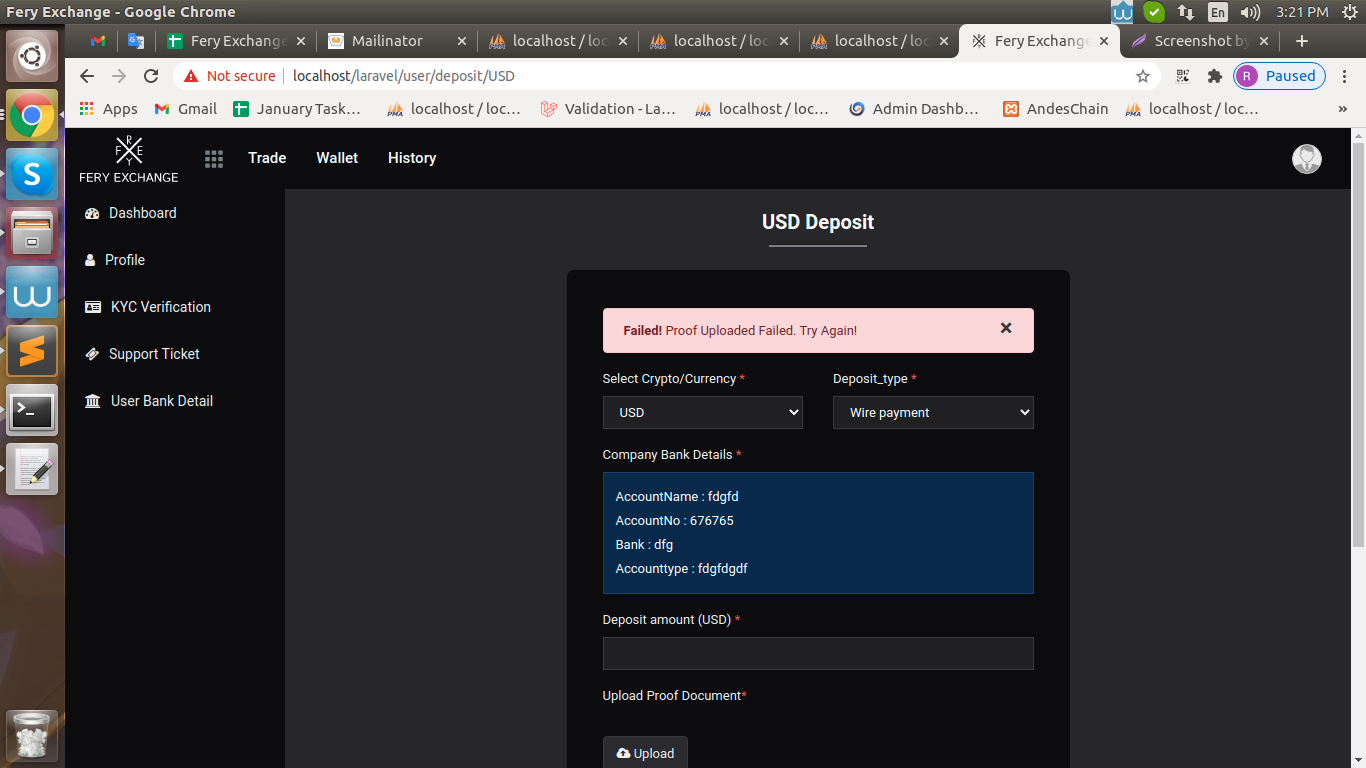 Fery Exchange - Google Chrome
En
3:21 PM
Fery Exchange
Mailinator
localhost / loc
localhost / loc
localhost / loc
Fery Exchange
Screenshot by
Not secure
localhost/laravel/user/deposit/USD
R
Paused
Apps
Gmail
January Task…
PMA
localhost / loc…
Validation - La…
PMA
localhost / loc…
Admin Dashb…
AndesChain
PMA
localhost / loc…
»
F R E Y
FERY EXCHANGE
Trade
Wallet
History
Dashboard
Profile
KYC Verification
Support Ticket
User Bank Detail
USD Deposit
Failed! Proof Uploaded Failed. Try Again!
Select Crypto/Currency *
Deposit_type *
USD
Wire payment
Company Bank Details *
AccountName : fdgfd
AccountNo : 676765
Bank : dfg
Accounttype : fdgfdgdf
Deposit amount (USD) *
Upload Proof Document*
Upload